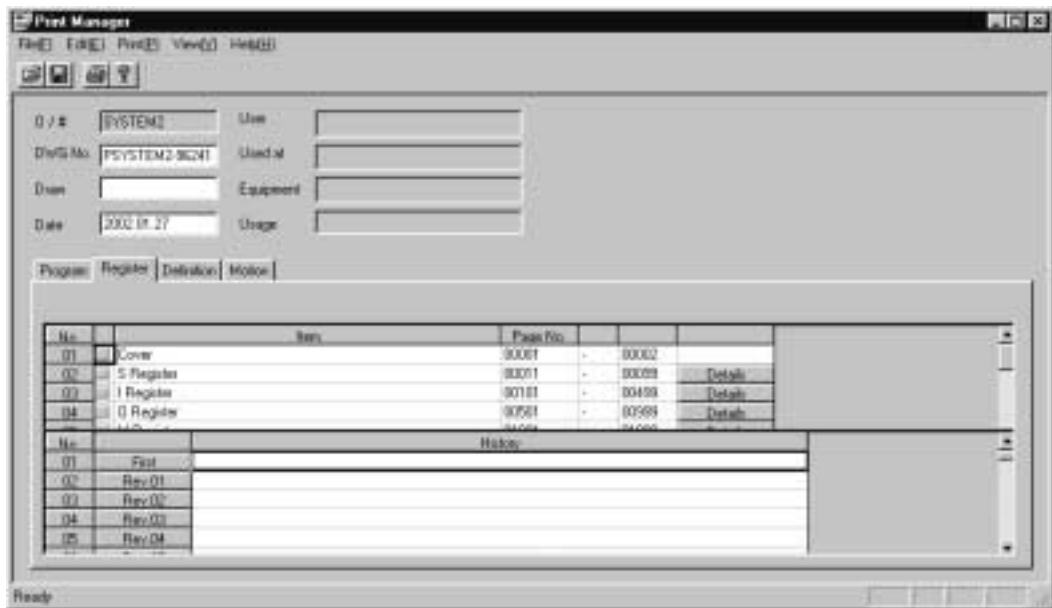 Print Manager
File(F) Edit(E) Print(P) View(V) Help(H)
O / # SYSTEM2 User
DWG No. PSYSTEM2-96241 Used at
Draw Equipment
Date 2002.01.27 Usage
Program Register Definition Motion
No. Item Page No.
01 Cover 00001 - 00002
02 S Register 00011 - 00099 Details
03 I Register 00101 - 00499 Details
04 O Register 00501 - 00999 Details
No. History
01 First
02 Rev.01
03 Rev.02
04 Rev.03
05 Rev.04
Ready